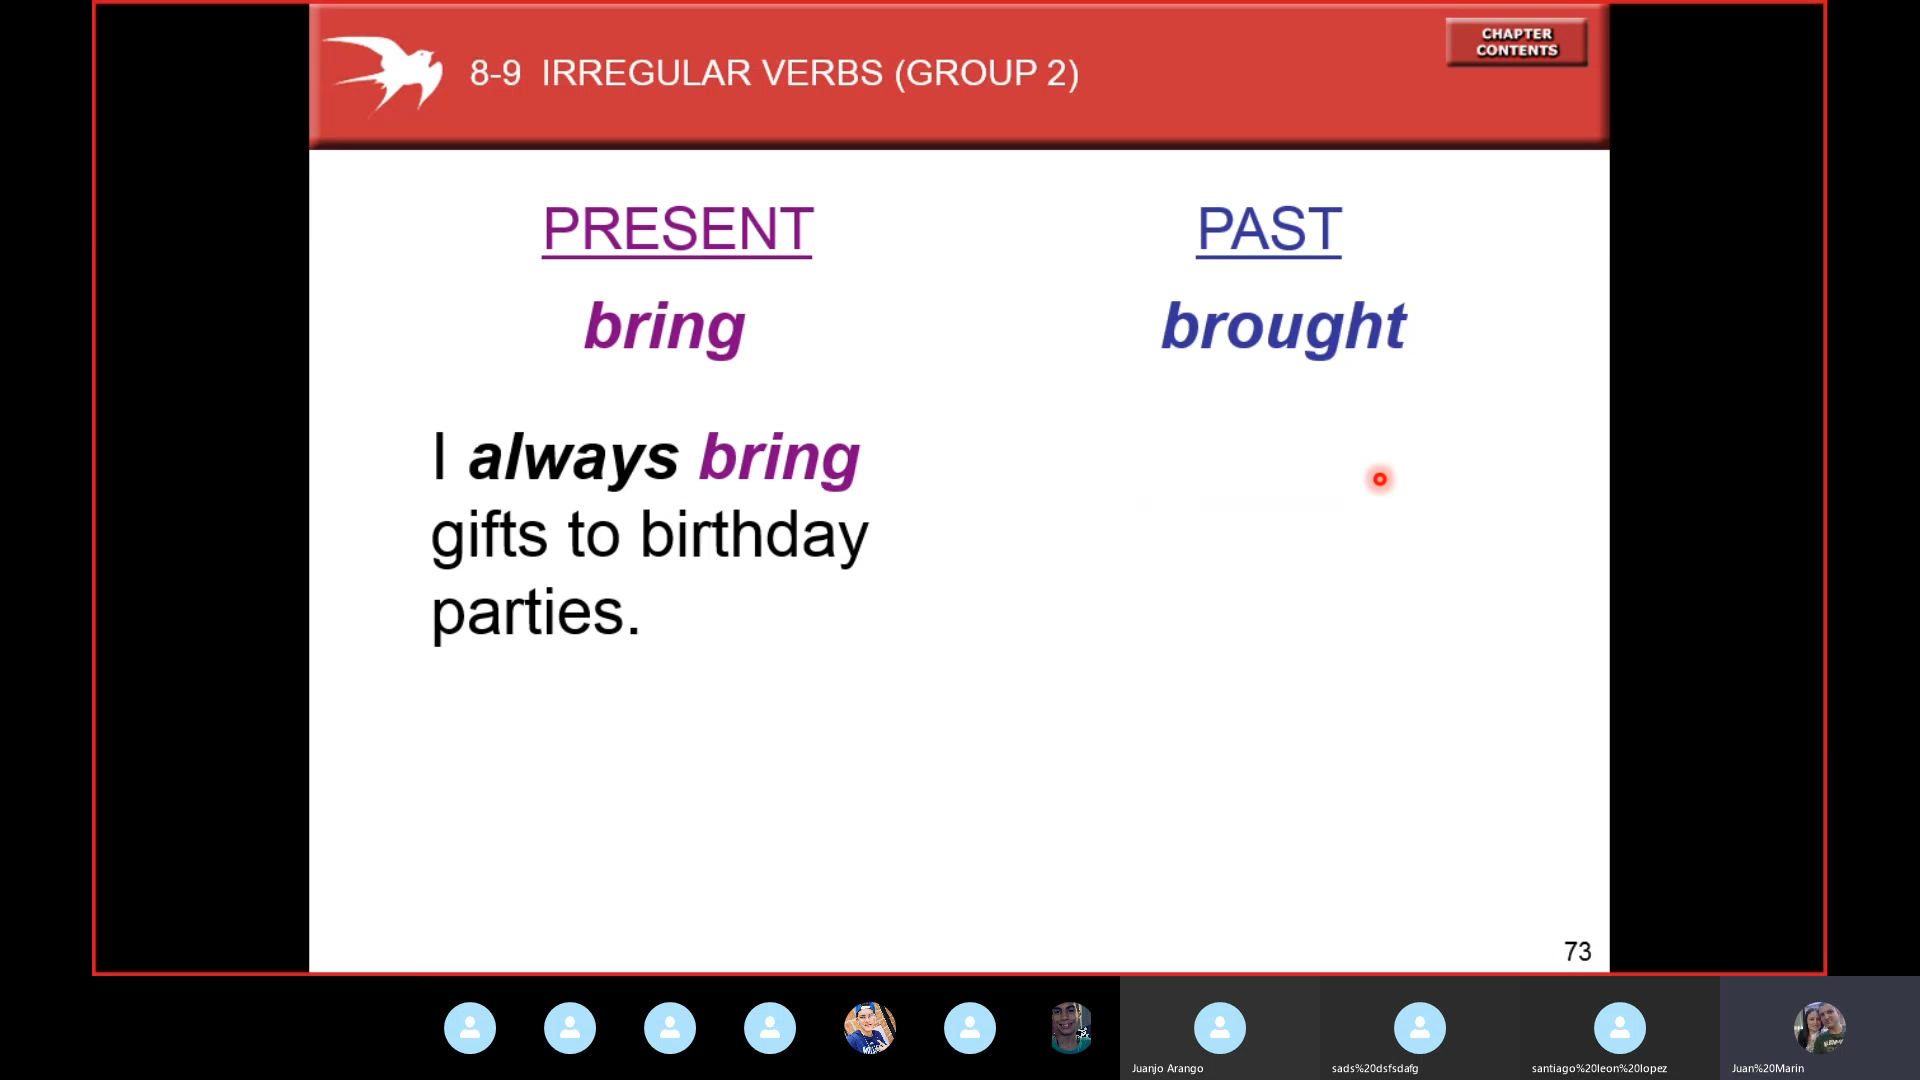 8-9 IRREGULAR VERBS (GROUP 2)
CHAPTER
CONTENTS
PRESENT
PAST
bring
brought
I always bring
gifts to birthday
parties.
73
Juanjo Arango
sads%20dsfsdafg
santiago%20leon%20lopez
Juan%20Marin